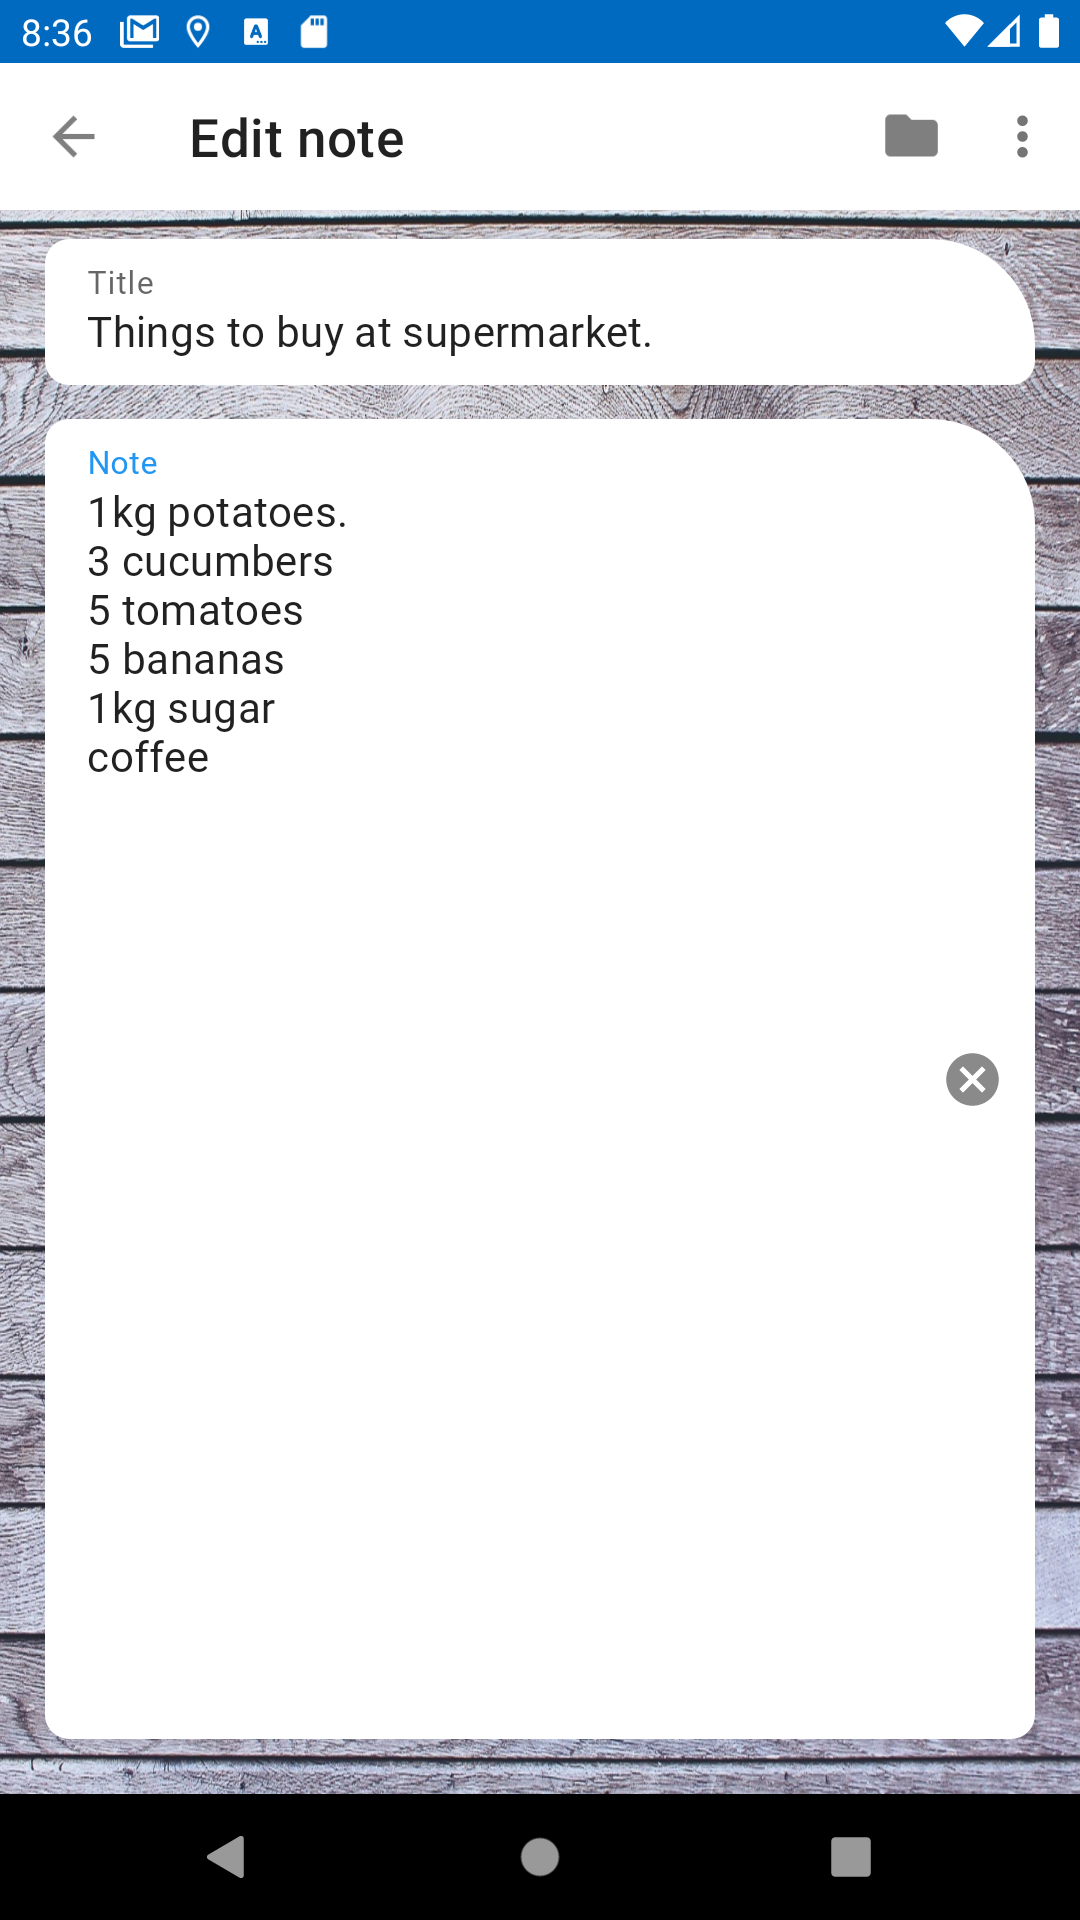 8:36
Edit note
Title
Things to buy at supermarket.
Note
1kg potatoes.
3 cucumbers
5 tomatoes
5 bananas
1kg sugar
coffee